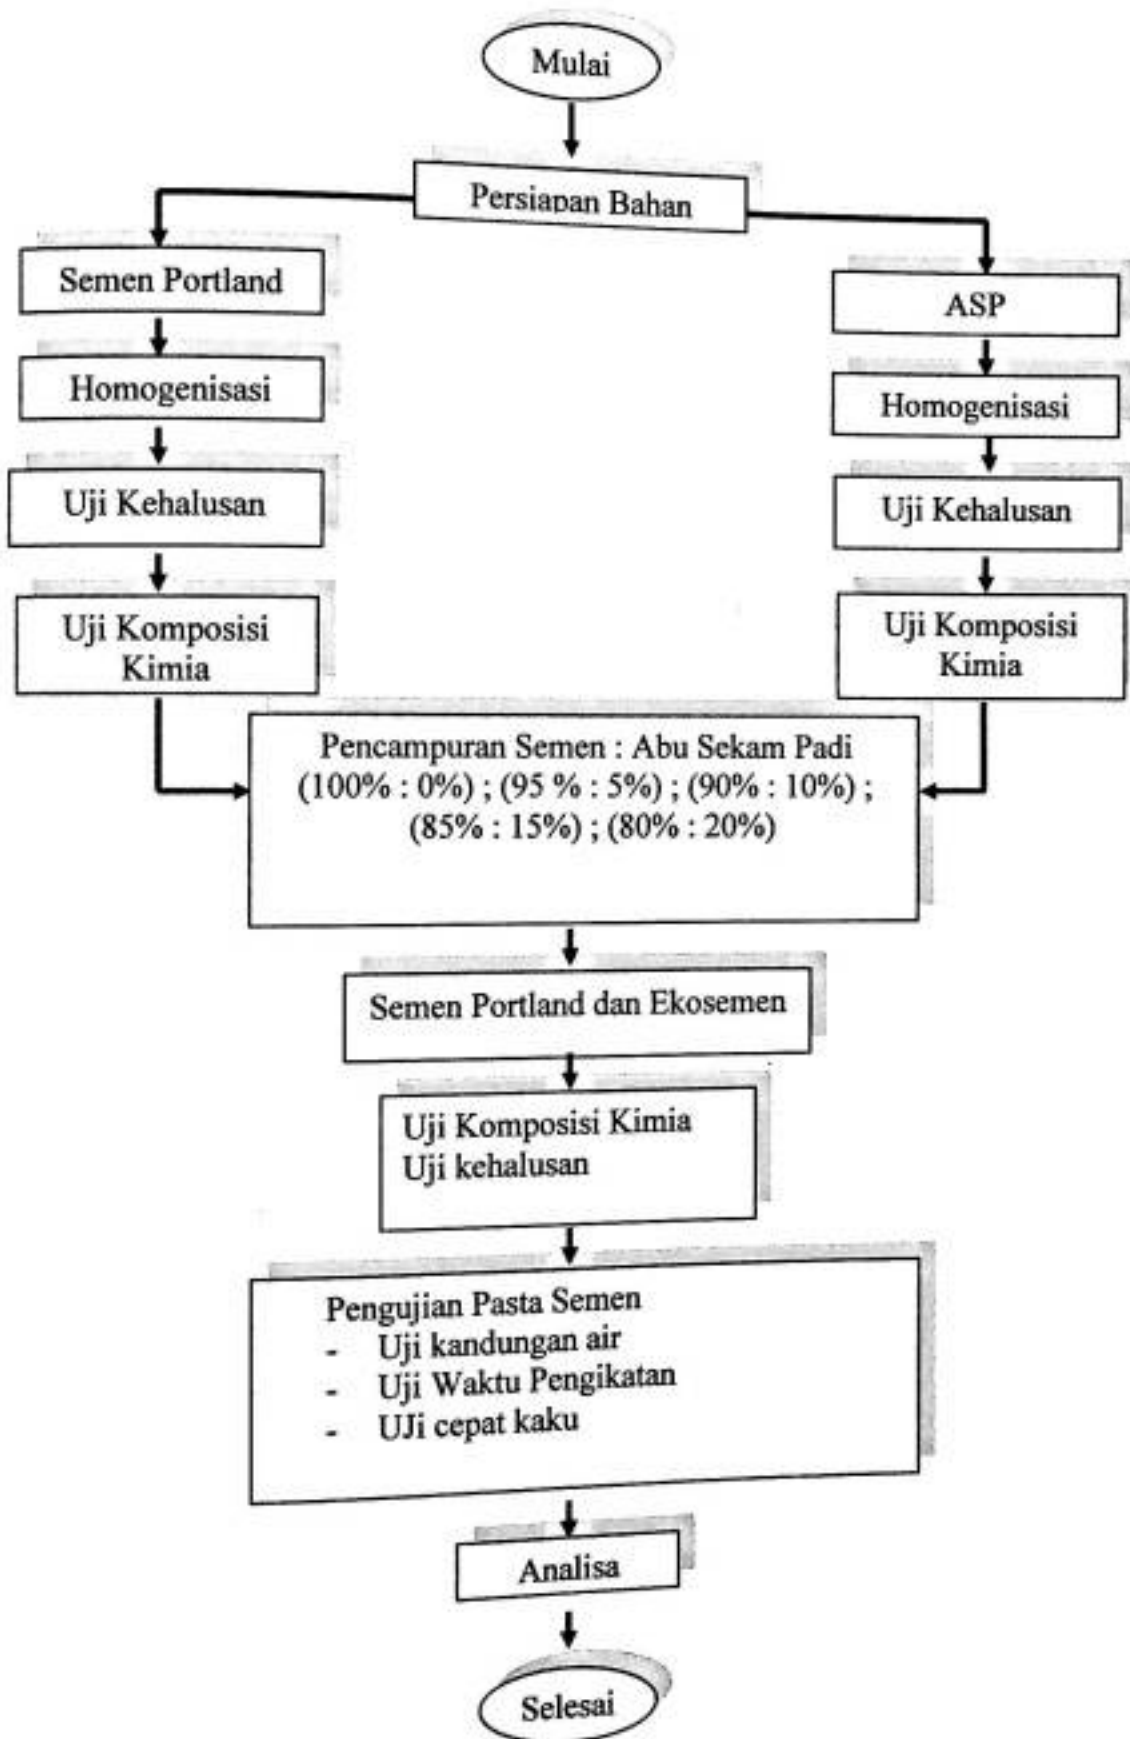 Mulai
Persiapan Bahan
Semen Portland
Homogenisasi
Uji Kehalusan
Uji Komposisi
Kimia
ASP
Homogenisasi
Uji Kehalusan
Uji Komposisi
Kimia
Pencampuran Semen : Abu Sekam Padi
(100% : 0%) ; (95 % : 5%) ; (90% : 10%) ;
(85% : 15%) ; (80% : 20%)
Semen Portland dan Ekosemen
Uji Komposisi Kimia
Uji kehalusan
Pengujian Pasta Semen
- Uji kandungan air
- Uji Waktu Pengikatan
- UJi cepat kaku
Analisa
Selesai